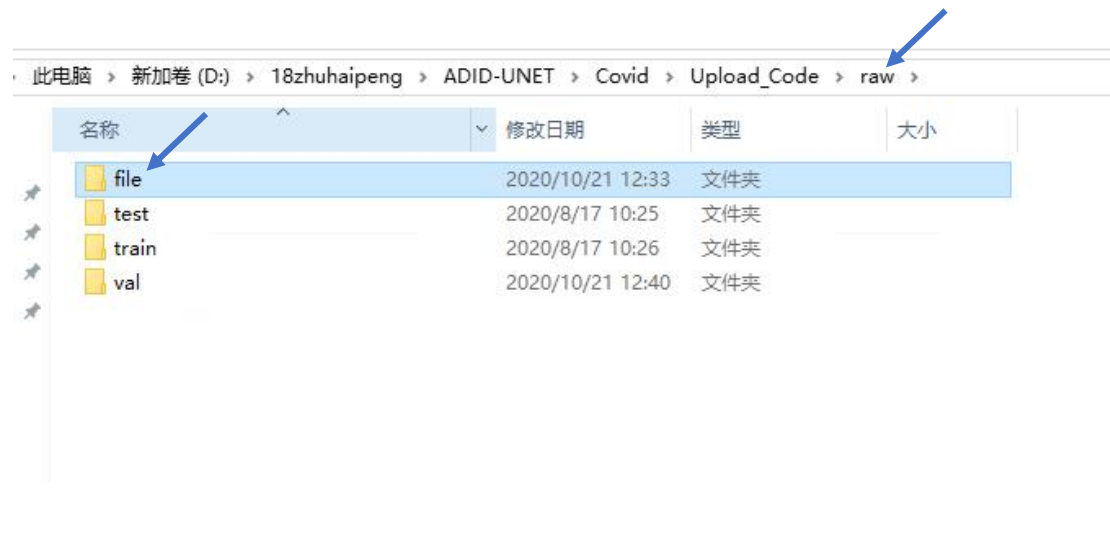 此电脑 › 新加卷 (D:) › 18zhuhaipeng › ADID-UNET › Covid › Upload_Code › raw ›
名称 修改日期 类型 大小
file 2020/10/21 12:33 文件夹
test 2020/8/17 10:25 文件夹
train 2020/8/17 10:26 文件夹
val 2020/10/21 12:40 文件夹